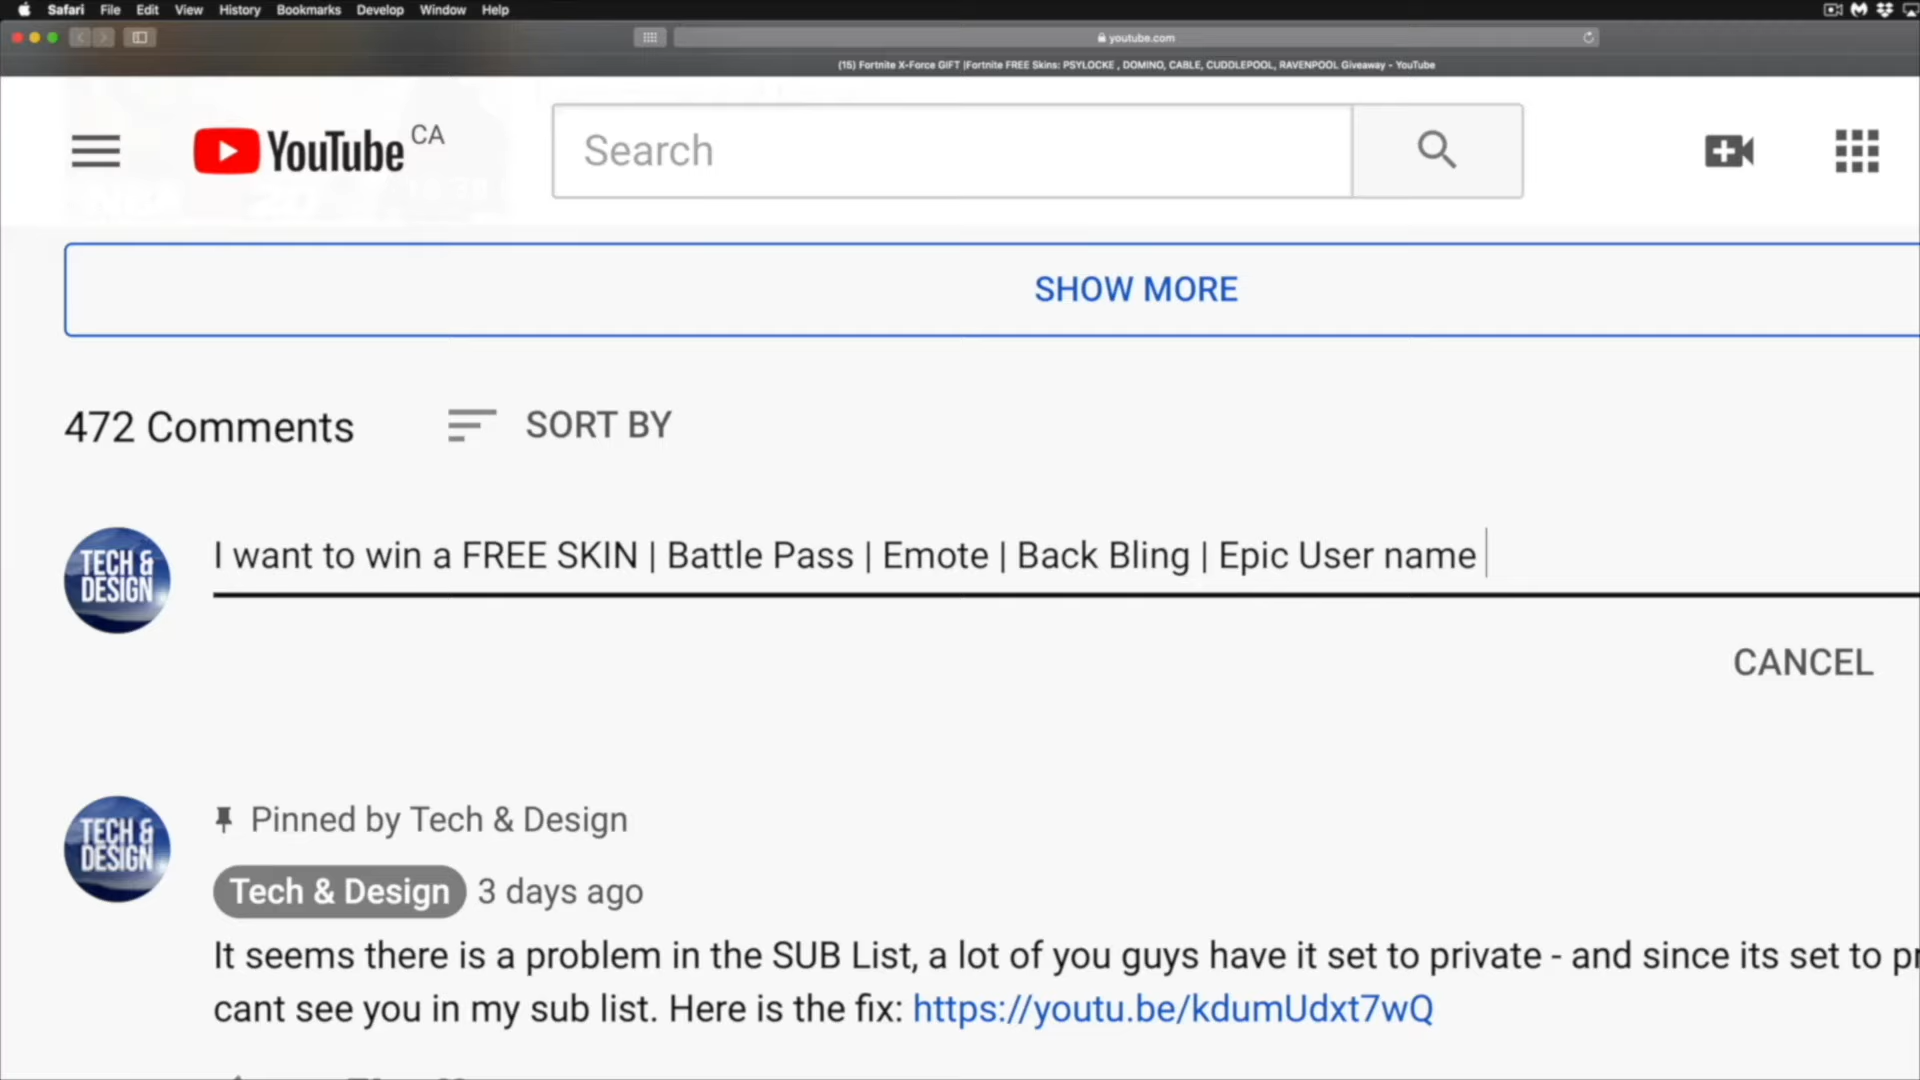 Safari File Edit View History Bookmarks Develop Window Help
youtube.com
(15) Fortnite X-Force GIFT |Fortnite FREE Skins: PSYLOCKE , DOMINO, CABLE, CUDDLEPOOL, RAVENPOOL Giveaway - YouTube
YouTube CA
Search
SHOW MORE
472 Comments
SORT BY
TECH &
DESIGN
I want to win a FREE SKIN | Battle Pass | Emote | Back Bling | Epic User name
CANCEL
TECH &
DESIGN
Pinned by Tech & Design
Tech & Design 3 days ago
It seems there is a problem in the SUB List, a lot of you guys have it set to private - and since its set to pr
cant see you in my sub list. Here is the fix: https://youtu.be/kdumUdxt7wQ